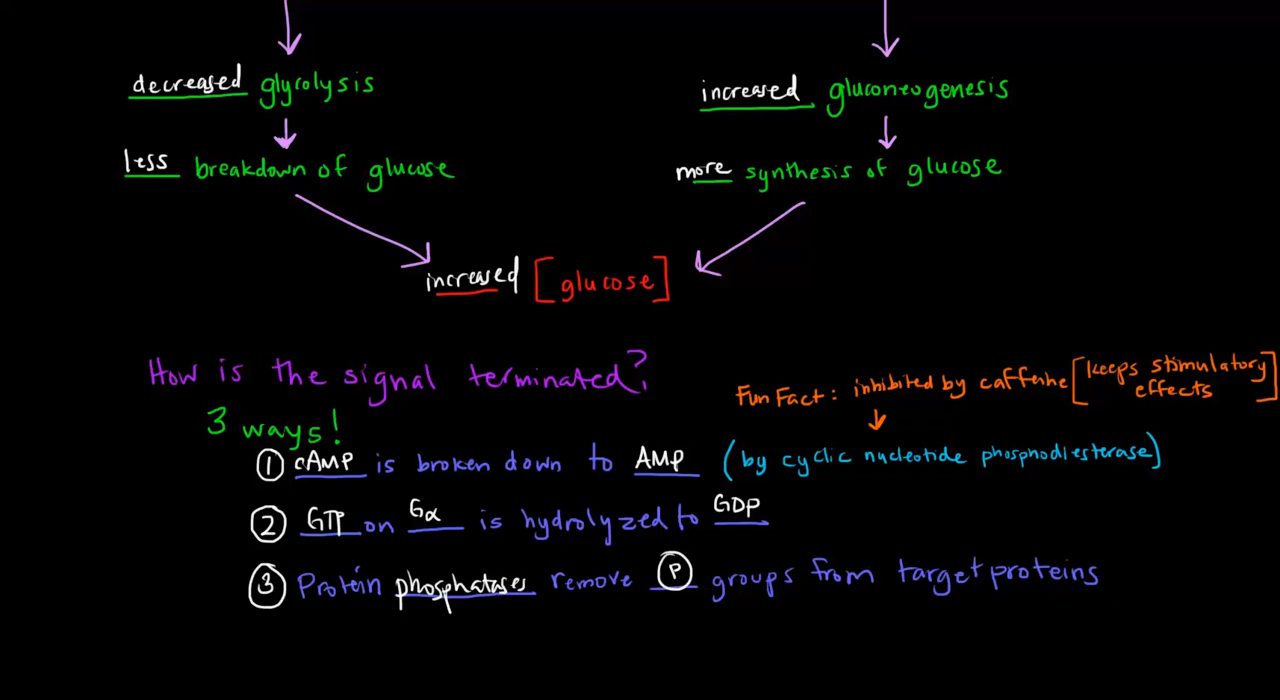 decreased glycolysis
increased gluconeogenesis
less breakdown of glucose
more synthesis of glucose
increased [glucose]
How is the signal terminated?
Fun Fact: inhibited by caffeine [keeps stimulatory effects]
3 ways!
① cAMP is broken down to AMP (by cyclic nucleotide phosphodiesterase)
② GTP on Gα is hydrolyzed to GDP
③ Protein phosphatases remove Ⓟ groups from target proteins